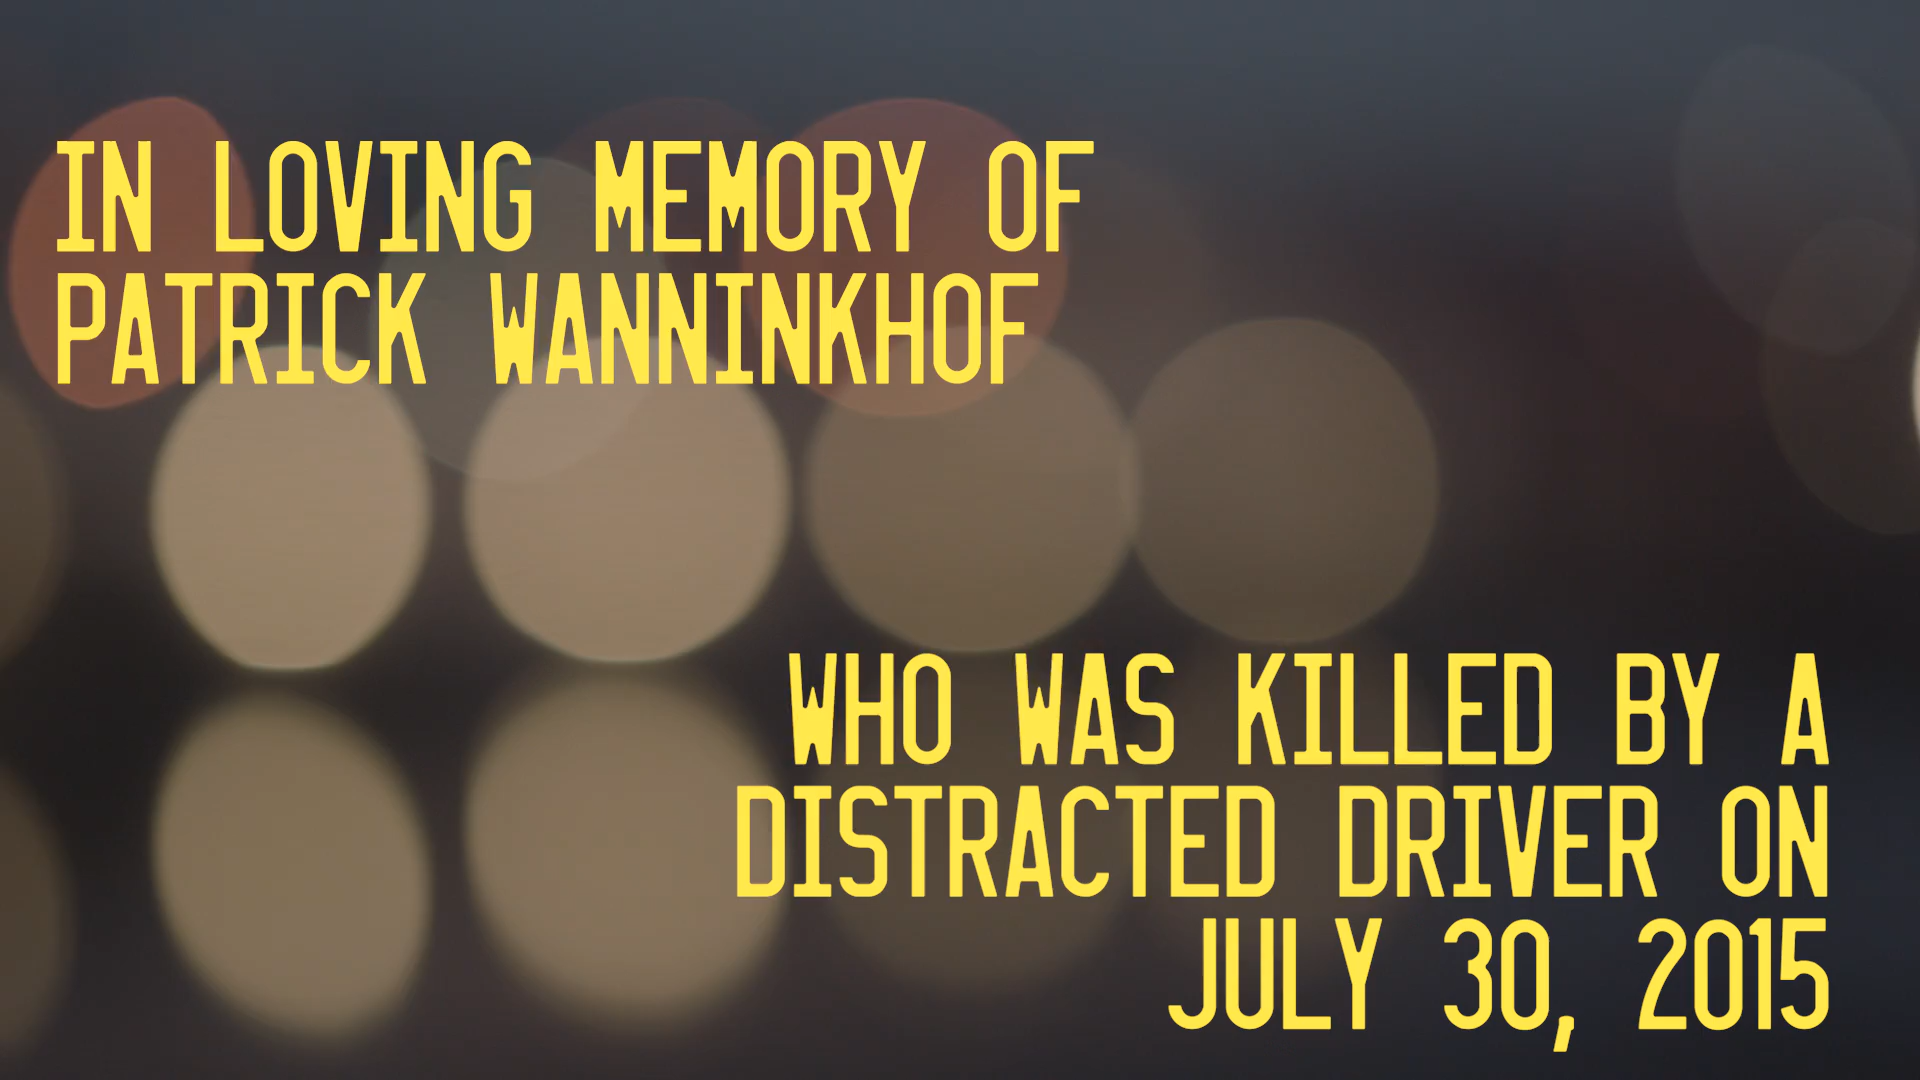 IN LOVING MEMORY OF
PATRICK WANNINKHOF
WHO WAS KILLED BY A
DISTRACTED DRIVER ON
JULY 30, 2015